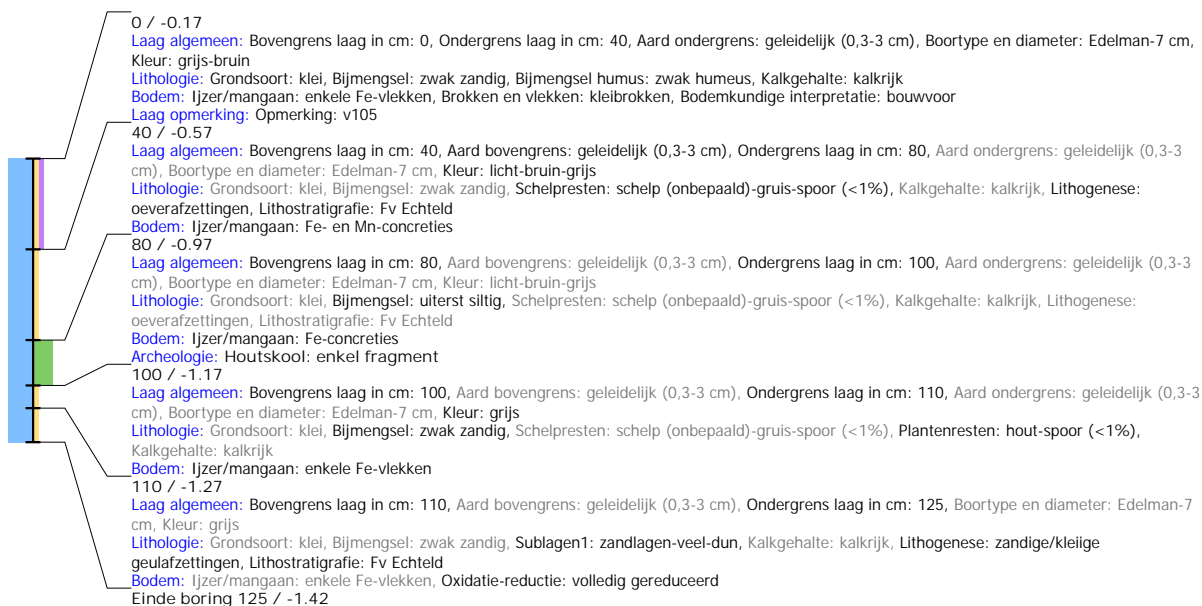 0 / -0.17
Laag algemeen: Bovengrens laag in cm: 0, Ondergrens laag in cm: 40, Aard ondergrens: geleidelijk (0,3-3 cm), Boortype en diameter: Edelman-7 cm,
Kleur: grijs-bruin
Lithologie: Grondsoort: klei, Bijmengsel: zwak zandig, Bijmengsel humus: zwak humeus, Kalkgehalte: kalkrijk
Bodem: Ijzer/mangaan: enkele Fe-vlekken, Brokken en vlekken: kleibrokken, Bodemkundige interpretatie: bouwvoor
Laag opmerking: Opmerking: v105
40 / -0.57
Laag algemeen: Bovengrens laag in cm: 40, Aard bovengrens: geleidelijk (0,3-3 cm), Ondergrens laag in cm: 80, Aard ondergrens: geleidelijk (0,3-3
cm), Boortype en diameter: Edelman-7 cm, Kleur: licht-bruin-grijs
Lithologie: Grondsoort: klei, Bijmengsel: zwak zandig, Schelpresten: schelp (onbepaald)-gruis-spoor (<1%), Kalkgehalte: kalkrijk, Lithogenese:
oeverafzettingen, Lithostratigrafie: Fv Echteld
Bodem: Ijzer/mangaan: Fe- en Mn-concreties
80 / -0.97
Laag algemeen: Bovengrens laag in cm: 80, Aard bovengrens: geleidelijk (0,3-3 cm), Ondergrens laag in cm: 100, Aard ondergrens: geleidelijk (0,3-3
cm), Boortype en diameter: Edelman-7 cm, Kleur: licht-bruin-grijs
Lithologie: Grondsoort: klei, Bijmengsel: uiterst siltig, Schelpresten: schelp (onbepaald)-gruis-spoor (<1%), Kalkgehalte: kalkrijk, Lithogenese:
oeverafzettingen, Lithostratigrafie: Fv Echteld
Bodem: Ijzer/mangaan: Fe-concreties
Archeologie: Houtskool: enkel fragment
100 / -1.17
Laag algemeen: Bovengrens laag in cm: 100, Aard bovengrens: geleidelijk (0,3-3 cm), Ondergrens laag in cm: 110, Aard ondergrens: geleidelijk (0,3-3
cm), Boortype en diameter: Edelman-7 cm, Kleur: grijs
Lithologie: Grondsoort: klei, Bijmengsel: zwak zandig, Schelpresten: schelp (onbepaald)-gruis-spoor (<1%), Plantenresten: hout-spoor (<1%),
Kalkgehalte: kalkrijk
Bodem: Ijzer/mangaan: enkele Fe-vlekken
110 / -1.27
Laag algemeen: Bovengrens laag in cm: 110, Aard bovengrens: geleidelijk (0,3-3 cm), Ondergrens laag in cm: 125, Boortype en diameter: Edelman-7
cm, Kleur: grijs
Lithologie: Grondsoort: klei, Bijmengsel: zwak zandig, Sublagen1: zandlagen-veel-dun, Kalkgehalte: kalkrijk, Lithogenese: zandige/kleiige
geulafzettingen, Lithostratigrafie: Fv Echteld
Bodem: Ijzer/mangaan: enkele Fe-vlekken, Oxidatie-reductie: volledig gereduceerd
Einde boring 125 / -1.42